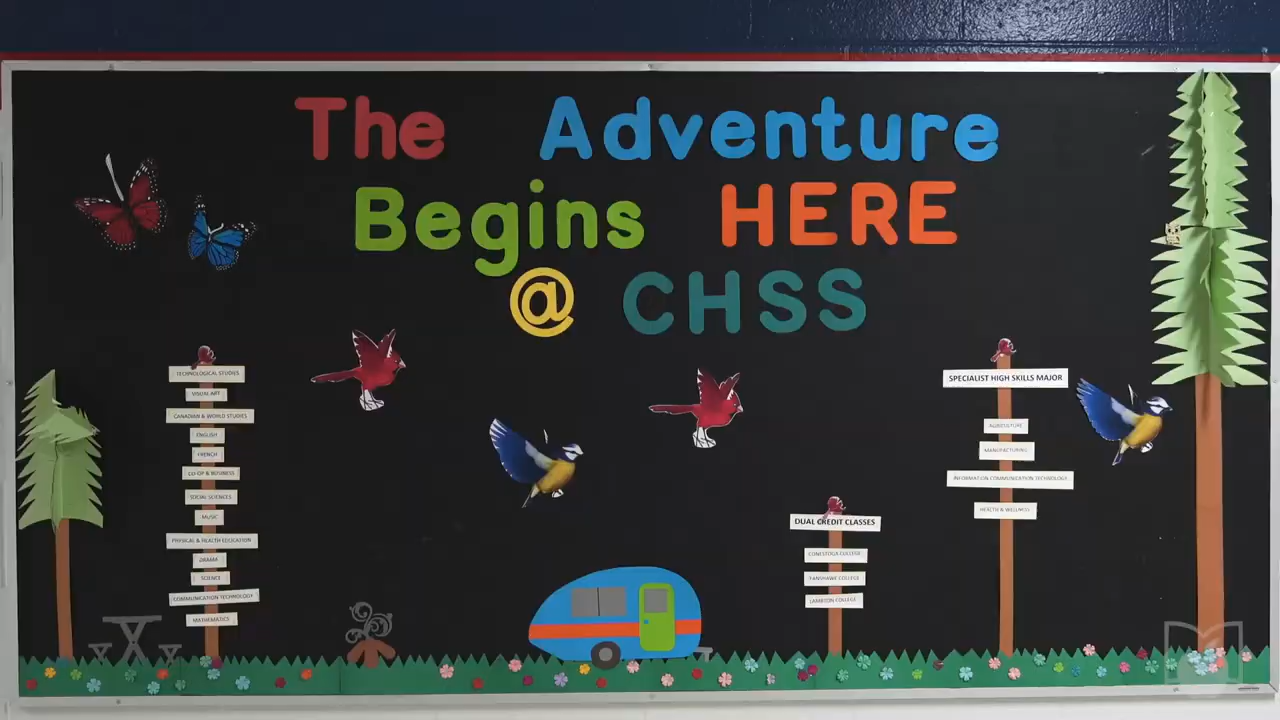 The Adventure
Begins HERE
@ CHSS
TECHNOLOGICAL STUDIES
VISUAL ART
CANADIAN & WORLD STUDIES
ENGLISH
FRENCH
CO-OP & BUSINESS
SOCIAL SCIENCES
MUSIC
PHYSICAL & HEALTH EDUCATION
DRAMA
SCIENCE
COMMUNICATION TECHNOLOGY
MATHEMATICS
DUAL CREDIT CLASSES
CONESTOGA COLLEGE
FANSHAWE COLLEGE
LAMBTON COLLEGE
SPECIALIST HIGH SKILLS MAJOR
AGRICULTURE
MANUFACTURING
INFORMATION COMMUNICATION TECHNOLOGY
HEALTH & WELLNESS